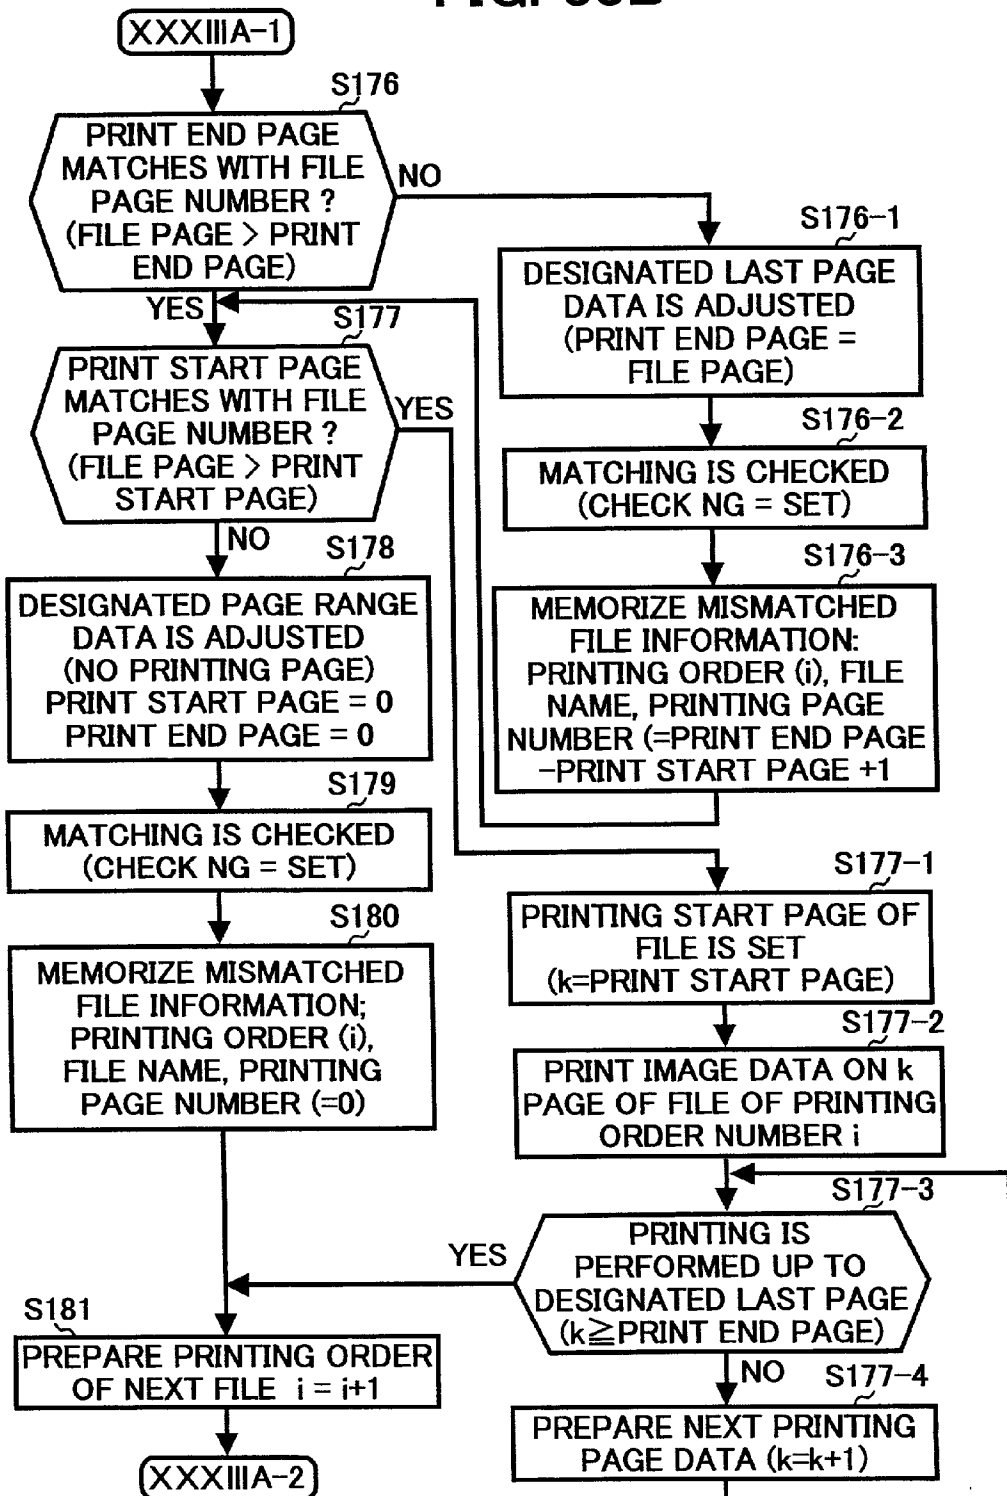 XXXIIIA-1
S176
PRINT END PAGE
MATCHES WITH FILE
PAGE NUMBER ?
(FILE PAGE > PRINT
END PAGE)
NO
YES
S176-1
DESIGNATED LAST PAGE
DATA IS ADJUSTED
(PRINT END PAGE =
FILE PAGE)
S176-2
MATCHING IS CHECKED
(CHECK NG = SET)
S176-3
MEMORIZE MISMATCHED
FILE INFORMATION:
PRINTING ORDER (i), FILE
NAME, PRINTING PAGE
NUMBER (=PRINT END PAGE
-PRINT START PAGE +1
S177
PRINT START PAGE
MATCHES WITH FILE
PAGE NUMBER ?
(FILE PAGE > PRINT
START PAGE)
YES
NO
S178
DESIGNATED PAGE RANGE
DATA IS ADJUSTED
(NO PRINTING PAGE)
PRINT START PAGE = 0
PRINT END PAGE = 0
S179
MATCHING IS CHECKED
(CHECK NG = SET)
S180
MEMORIZE MISMATCHED
FILE INFORMATION;
PRINTING ORDER (i),
FILE NAME, PRINTING
PAGE NUMBER (=0)
S177-1
PRINTING START PAGE OF
FILE IS SET
(k=PRINT START PAGE)
S177-2
PRINT IMAGE DATA ON k
PAGE OF FILE OF PRINTING
ORDER NUMBER i
S177-3
PRINTING IS
PERFORMED UP TO
DESIGNATED LAST PAGE
(k≧PRINT END PAGE)
YES
NO
S177-4
PREPARE NEXT PRINTING
PAGE DATA (k=k+1)
S181
PREPARE PRINTING ORDER
OF NEXT FILE i = i+1
XXXIIIA-2